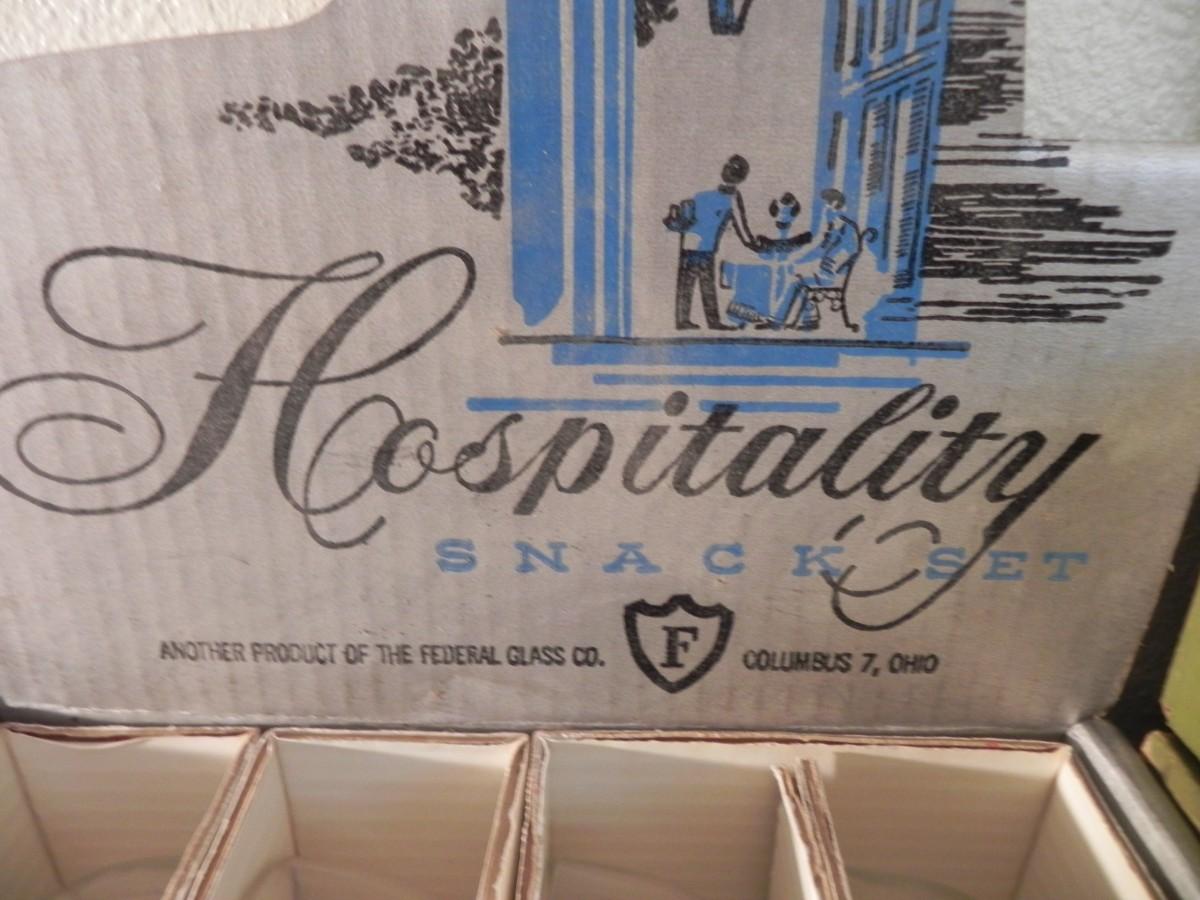 Hospitality
SNACK SET
ANOTHER PRODUCT OF THE FEDERAL GLASS CO. F COLUMBUS 7, OHIO